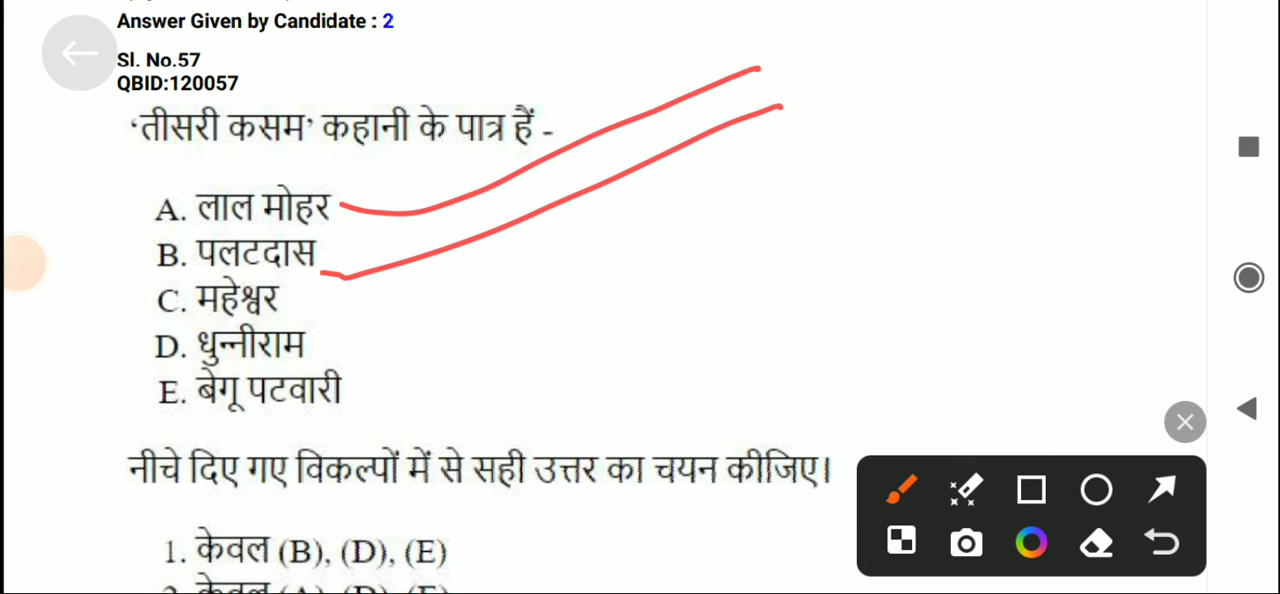 Answer Given by Candidate : 2
Sl. No.57
QBID:120057
‘तीसरी कसम’ कहानी के पात्र हैं -
A. लाल मोहर
B. पलटदास
C. महेश्वर
D. धुन्नीराम
E. बेगू पटवारी
नीचे दिए गए विकल्पों में से सही उत्तर का चयन कीजिए।
1. केवल (B), (D), (E)